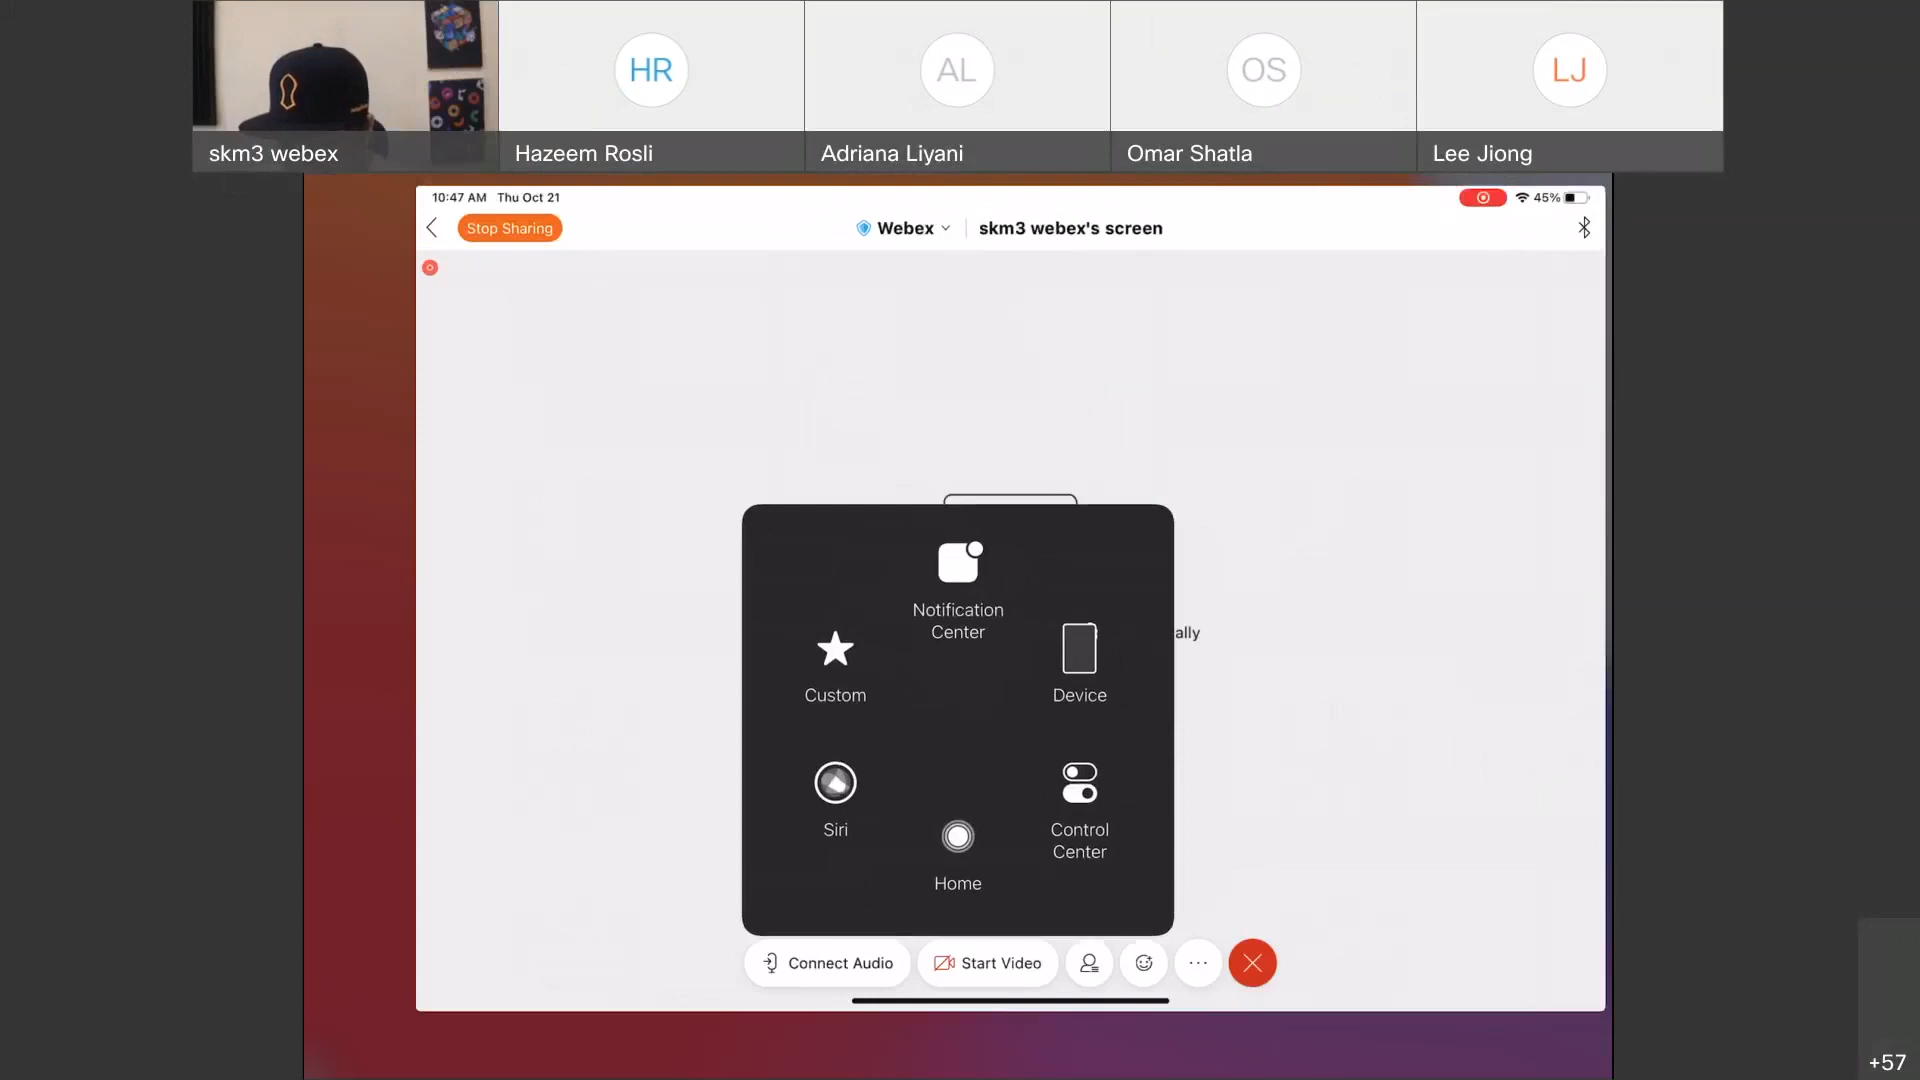 HR
AL
OS
LJ
skm3 webex
Hazeem Rosli
Adriana Liyani
Omar Shatla
Lee Jiong
10:47 AM Thu Oct 21
45%
Stop Sharing
Webex
skm3 webex's screen
Notification
Center
ally
Custom
Device
Siri
Control
Center
Home
Connect Audio
Start Video
+57